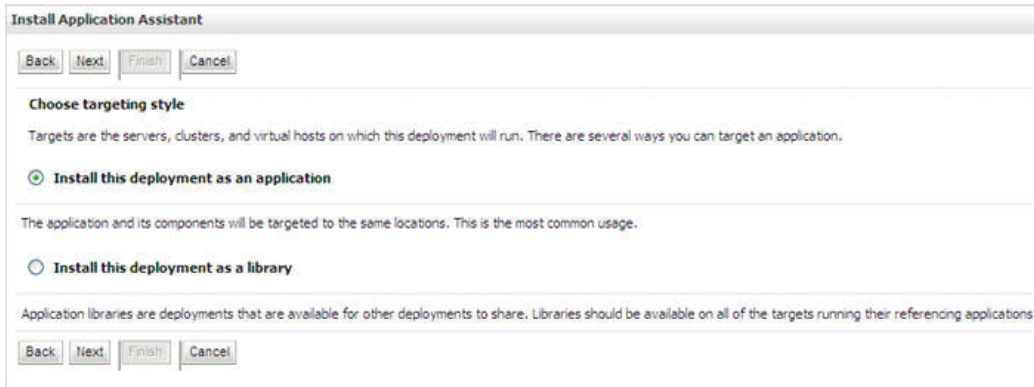 Install Application Assistant
Back Next Finish Cancel
Choose targeting style
Targets are the servers, clusters, and virtual hosts on which this deployment will run. There are several ways you can target an application.
Install this deployment as an application
The application and its components will be targeted to the same locations. This is the most common usage.
Install this deployment as a library
Application libraries are deployments that are available for other deployments to share. Libraries should be available on all of the targets running their referencing applications
Back Next Finish Cancel